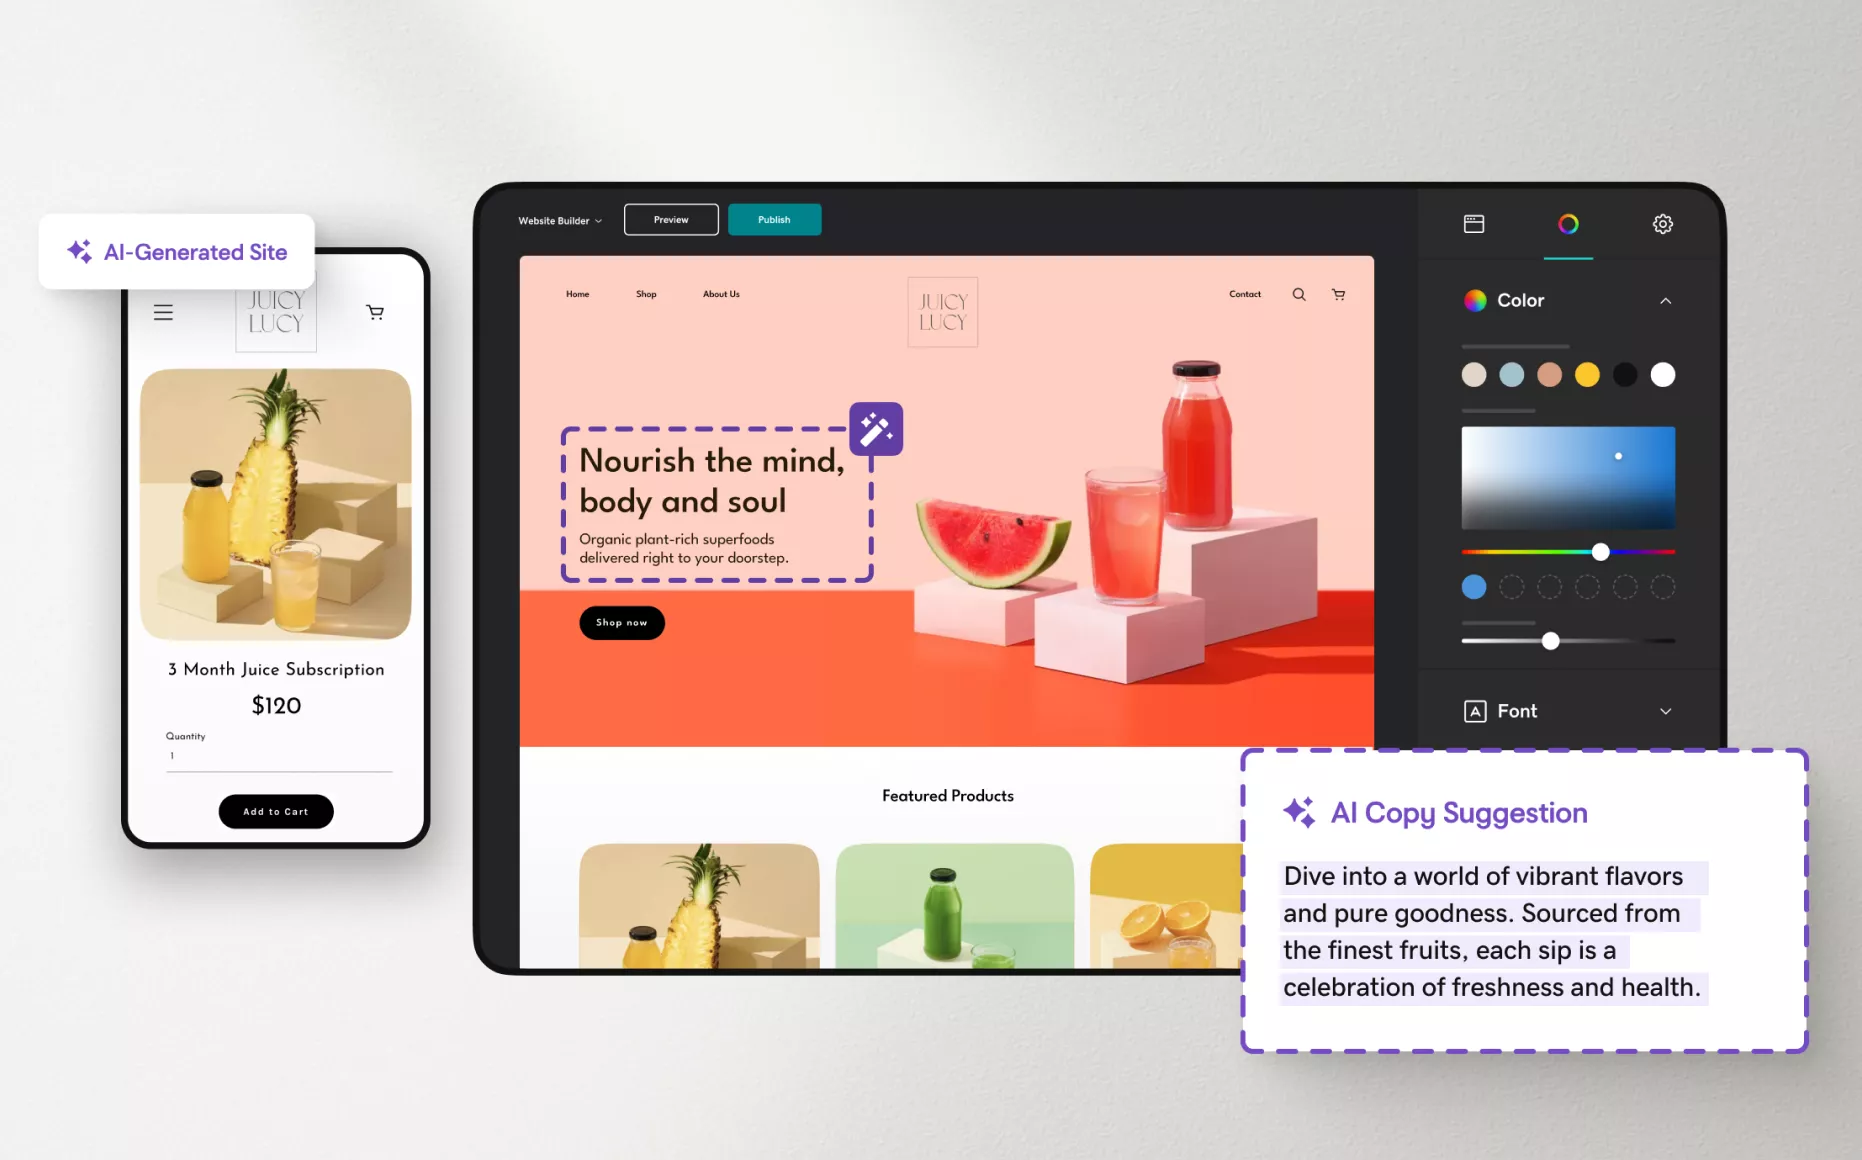 AI-Generated Site
JUICY
LUCY
3 Month Juice Subscription
$120
Quantity
1
Add to Cart
Website Builder
Preview
Publish
Home
Shop
About Us
JUICY
LUCY
Contact
Nourish the mind,
body and soul
Organic plant-rich superfoods
delivered right to your doorstep.
Shop now
Featured Products
Color
A
Font
AI Copy Suggestion
Dive into a world of vibrant flavors
and pure goodness. Sourced from
the finest fruits, each sip is a
celebration of freshness and health.